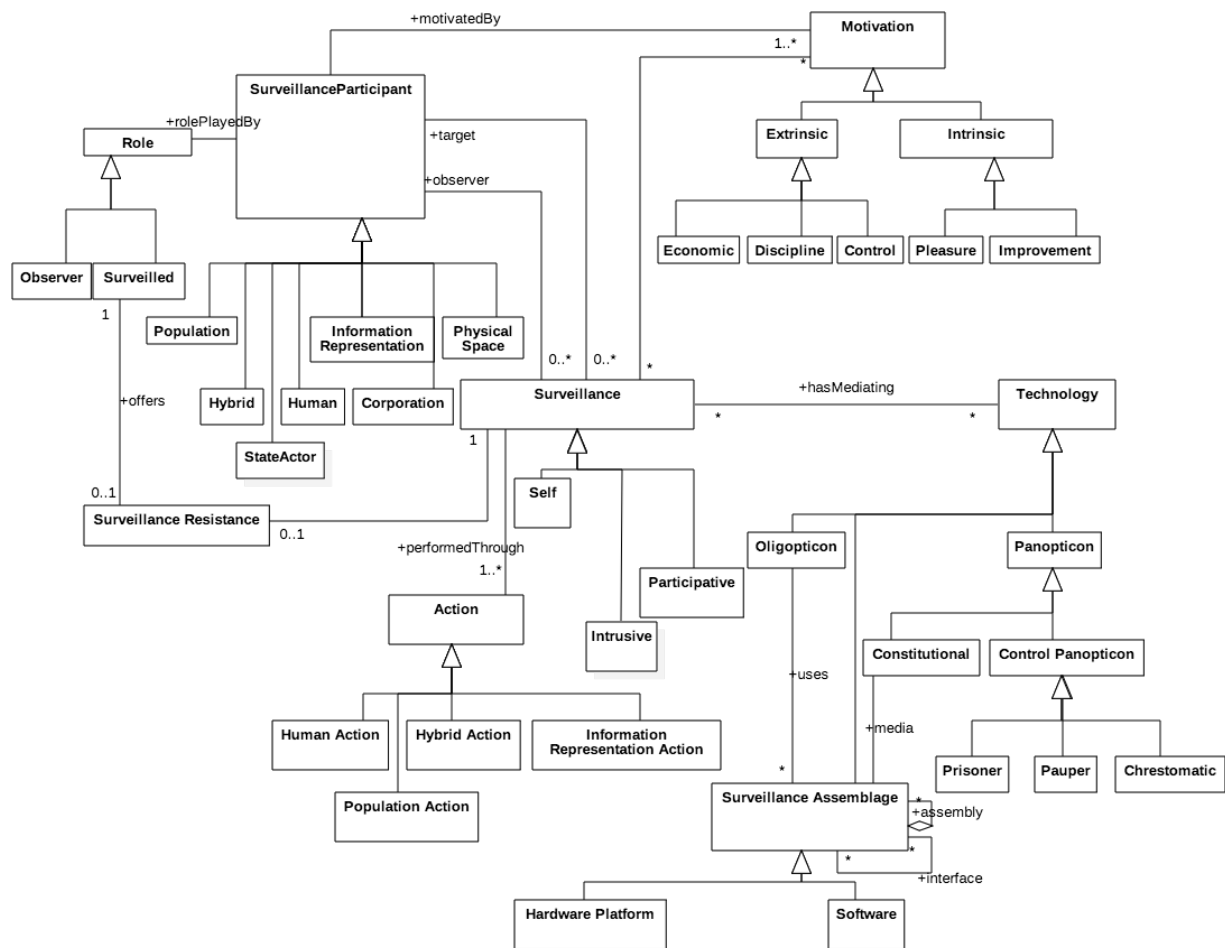 +motivatedBy
Motivation
1..*
*
SurveillanceParticipant
+rolePlayedBy
Role
+target
+observer
Extrinsic
Intrinsic
Economic
Discipline
Control
Pleasure
Improvement
Observer
Surveilled
1
Population
Information
Representation
Physical
Space
Hybrid
Human
Corporation
StateActor
0..*
0..*
*
+offers
Surveillance
+hasMediating
*
*
Technology
1
0..1
Surveillance Resistance
0..1
Self
+performedThrough
1..*
Participative
Intrusive
Action
Human Action
Hybrid Action
Information
Representation Action
Population Action
Oligopticon
Panopticon
Constitutional
Control Panopticon
+uses
+media
Prisoner
Pauper
Chrestomatic
*
Surveillance Assemblage
*
+assembly
*
*
+interface
Hardware Platform
Software